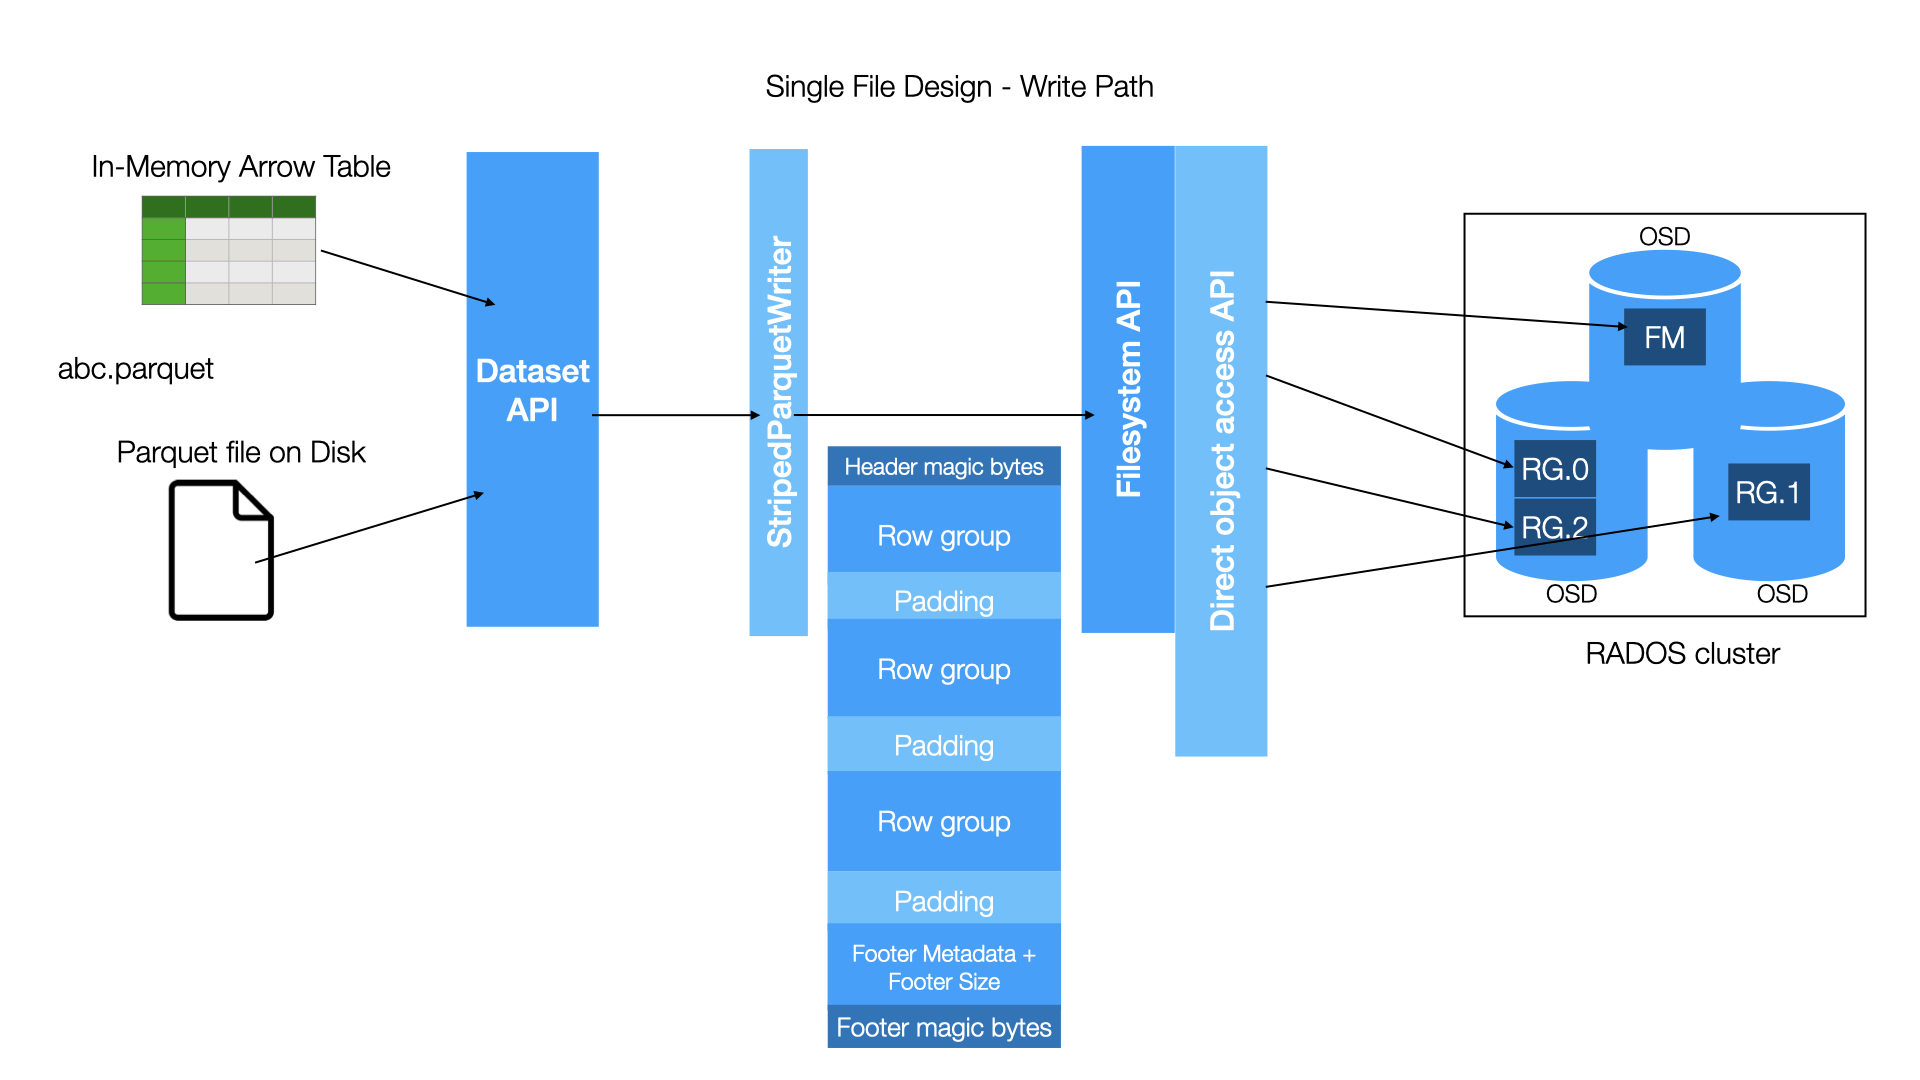 Single File Design - Write Path
In-Memory Arrow Table
abc.parquet
Parquet file on Disk
Dataset
API
StripedParquetWriter
Header magic bytes
Row group
Padding
Row group
Padding
Row group
Padding
Footer Metadata +
Footer Size
Footer magic bytes
Filesystem API
Direct object access API
OSD
FM
RG.0
RG.2
RG.1
OSD
OSD
RADOS cluster